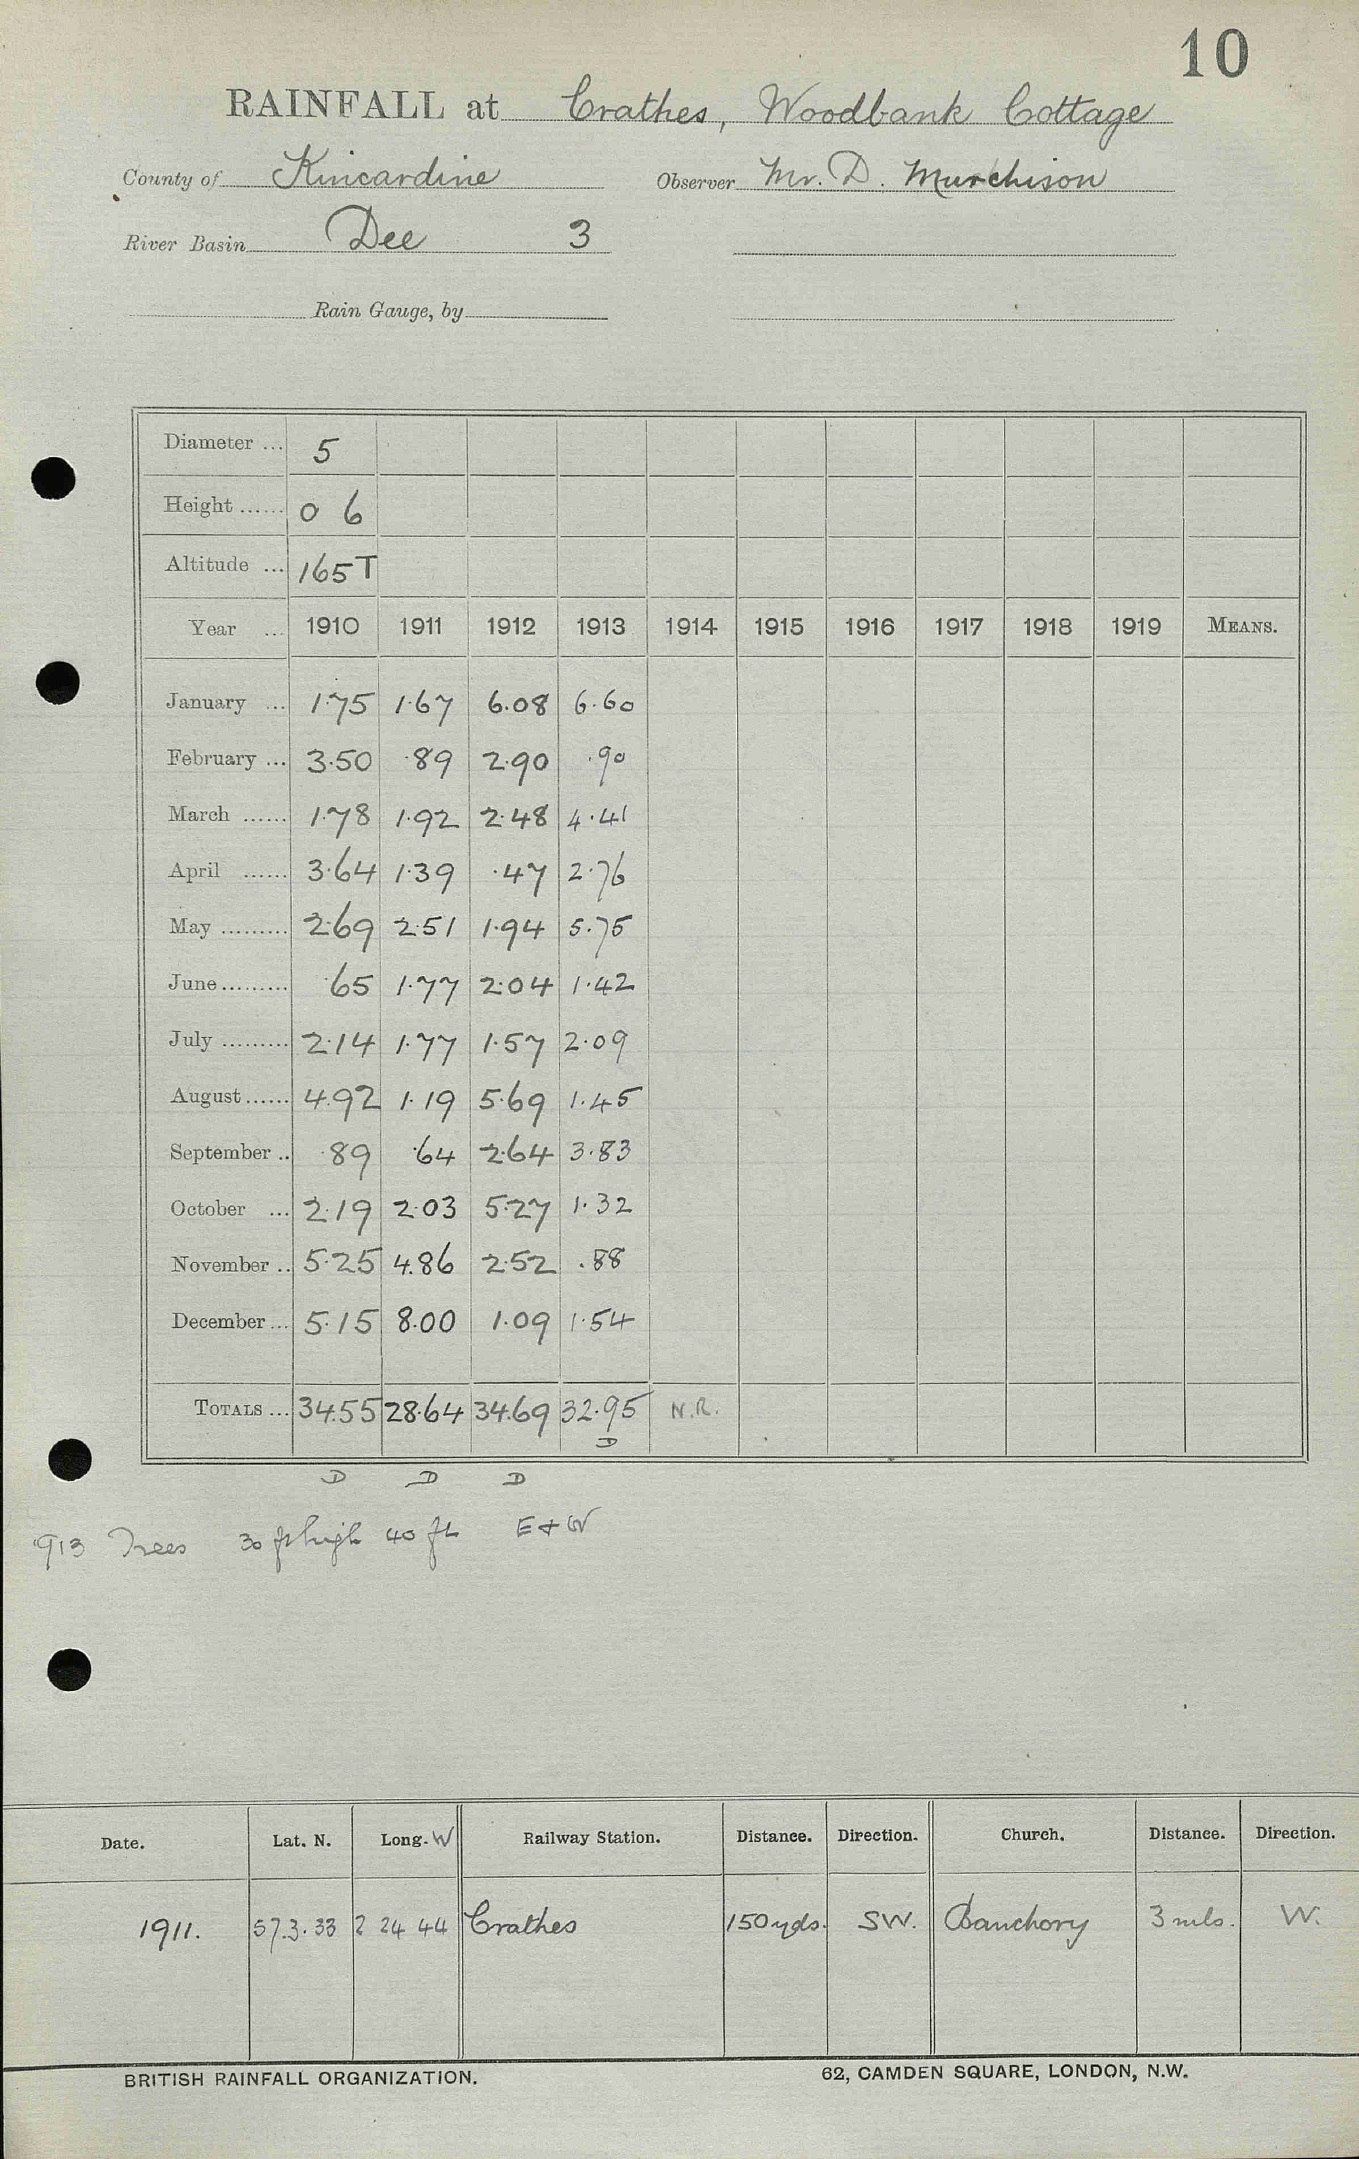 10
RAINFALL at Crathes, Woodbank Cottage
County of Kincardine Observer Mr. D. Murchison
River Basin Dee 3
Rain Gauge, by
Diameter ... 5
Height ...... 0 6
Altitude ... 165T
Year ... 1910 1911 1912 1913 1914 1915 1916 1917 1918 1919 MEANS.
January ... 1.75 1.67 6.08 6.60
February ... 3.50 .89 2.90 .90
March ...... 1.78 1.92 2.48 4.41
April ...... 3.64 1.39 .47 2.76
May ......... 2.69 2.51 1.94 5.75
June ......... .65 1.77 2.04 1.42
July ......... 2.14 1.77 1.57 2.09
August ...... 4.92 1.19 5.69 1.45
September .. .89 .64 2.64 3.83
October ... 2.19 2.03 5.27 1.32
November .. 5.25 4.86 2.52 .88
December ... 5.15 8.00 1.09 1.54
TOTALS ... 34.55 28.64 34.69 32.95 N.R.
D
D D D
1913 Trees 30 ft high 40 ft E & W
Date. Lat. N. Long. W Railway Station. Distance. Direction. Church. Distance. Direction.
1911. 57.3.33 2 24 44 Crathes 150 yds. SW. Banchory 3 mls. W.
BRITISH RAINFALL ORGANIZATION. 62, CAMDEN SQUARE, LONDON, N.W.